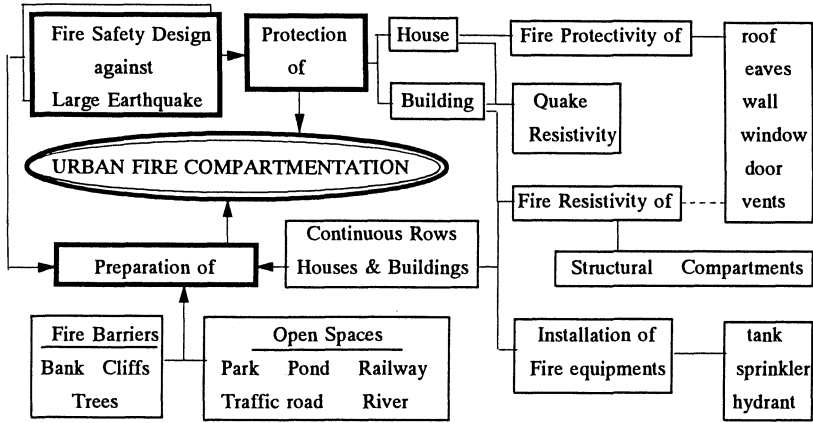 Fire Safety Design
against
Large Earthquake
Protection
of
House
Building
Fire Protectivity of
roof
eaves
wall
window
door
vents
Quake
Resistivity
URBAN FIRE COMPARTMENTATION
Fire Resistivity of
Structural Compartments
Preparation of
Continuous Rows
Houses & Buildings
Fire Barriers
Bank Cliffs
Trees
Open Spaces
Park Pond Railway
Traffic road River
Installation of
Fire equipments
tank
sprinkler
hydrant